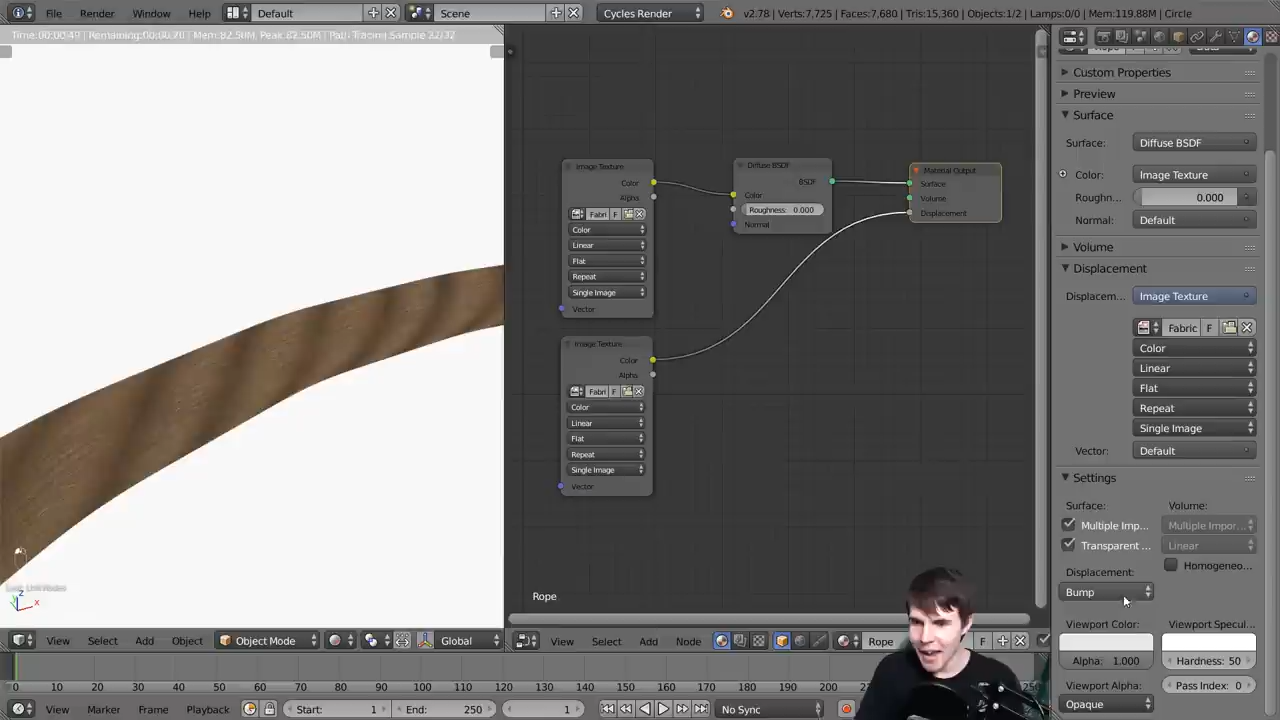 File Render Window Help Default Scene Cycles Render v2.78 | Verts:7,725 | Faces:7,680 | Tris:15,360 | Objects:1/2 | Lamps:0/0 | Mem:119.88M | Circle
Path Tracing Sample 32/32
Custom Properties
Preview
Surface
Surface: Diffuse BSDF
Color: Image Texture
Roughn... 0.000
Normal: Default
Volume
Displacement
Displacem... Image Texture
Fabric F
Color
Linear
Flat
Repeat
Single Image
Vector: Default
Settings
Surface: Volume:
Multiple Imp... Multiple Impor...
Transparent ... Linear
Homogeneo...
Displacement:
Bump
Viewport Color: Viewport Specul...
Alpha: 1.000 Hardness: 50
Viewport Alpha: Pass Index: 0
Opaque
Image Texture
Color
Alpha
Fabri F
Color
Linear
Flat
Repeat
Single Image
Vector
Diffuse BSDF
BSDF
Color
Roughness: 0.000
Normal
Material Output
Surface
Volume
Displacement
Image Texture
Color
Alpha
Fabri F
Color
Linear
Flat
Repeat
Single Image
Vector
Rope
z
x
View Select Add Object Object Mode Global
View Select Add Node Rope F
0 10 20 30 40 50 60 70 80 90 100 110 120 130 140 150 160 170 180 190 200 210
View Marker Frame Playback Start: 1 End: 250 1 No Sync